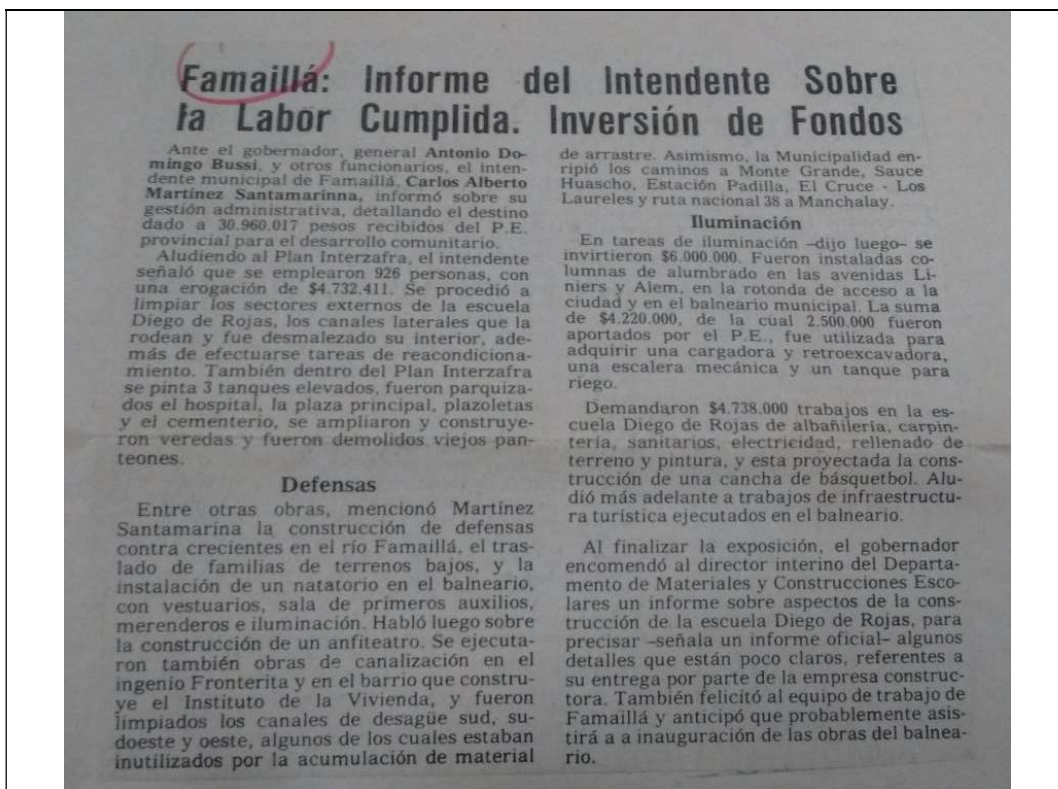 Famaillá: Informe del Intendente Sobre
la Labor Cumplida. Inversión de Fondos
Ante el gobernador, general Antonio Do-
mingo Bussi, y otros funcionarios, el inten-
dente municipal de Famaillá, Carlos Alberto
Martínez Santamarinna, informó sobre su
gestión administrativa, detallando el destino
dado a 30.960.017 pesos recibidos del P.E.
provincial para el desarrollo comunitario.
Aludiendo al Plan Interzafra, el intendente
señaló que se emplearon 926 personas, con
una erogación de $4.732.411. Se procedió a
limpiar los sectores externos de la escuela
Diego de Rojas, los canales laterales que la
rodean y fue desmalezado su interior, ade-
más de efectuarse tareas de reacondiciona-
miento. También dentro del Plan Interzafra
se pinta 3 tanques elevados, fueron parquiza-
dos el hospital, la plaza principal, plazoletas
y el cementerio, se ampliaron y construye-
ron veredas y fueron demolidos viejos pan-
teones.
Defensas
Entre otras obras, mencionó Martínez
Santamarina la construcción de defensas
contra crecientes en el río Famaillá, el tras-
lado de familias de terrenos bajos, y la
instalación de un natatorio en el balneario,
con vestuarios, sala de primeros auxilios,
merenderos e iluminación. Habló luego sobre
la construcción de un anfiteatro. Se ejecuta-
ron también obras de canalización en el
ingenio Fronterita y en el barrio que constru-
ye el Instituto de la Vivienda, y fueron
limpiados los canales de desagüe sud, su-
doeste y oeste, algunos de los cuales estaban
inutilizados por la acumulación de material
de arrastre. Asimismo, la Municipalidad en-
ripió los caminos a Monte Grande, Sauce
Huascho, Estación Padilla, El Cruce - Los
Laureles y ruta nacional 38 a Manchalay.
Iluminación
En tareas de iluminación –dijo luego– se
invirtieron $6.000.000. Fueron instaladas co-
lumnas de alumbrado en las avenidas Li-
niers y Alem, en la rotonda de acceso a la
ciudad y en el balneario municipal. La suma
de $4.220.000, de la cual 2.500.000 fueron
aportados por el P.E., fue utilizada para
adquirir una cargadora y retroexcavadora,
una escalera mecánica y un tanque para
riego.
Demandaron $4.738.000 trabajos en la es-
cuela Diego de Rojas de albañilería, carpin-
tería, sanitarios, electricidad, rellenado de
terreno y pintura, y esta proyectada la cons-
trucción de una cancha de básquetbol. Alu-
dió más adelante a trabajos de infraestructu-
ra turística ejecutados en el balneario.
Al finalizar la exposición, el gobernador
encomendó al director interino del Departa-
mento de Materiales y Construcciones Esco-
lares un informe sobre aspectos de la cons-
trucción de la escuela Diego de Rojas, para
precisar –señala un informe oficial– algunos
detalles que están poco claros, referentes a
su entrega por parte de la empresa construc-
tora. También felicitó al equipo de trabajo de
Famaillá y anticipó que probablemente asis-
tirá a a inauguración de las obras del balnea-
rio.